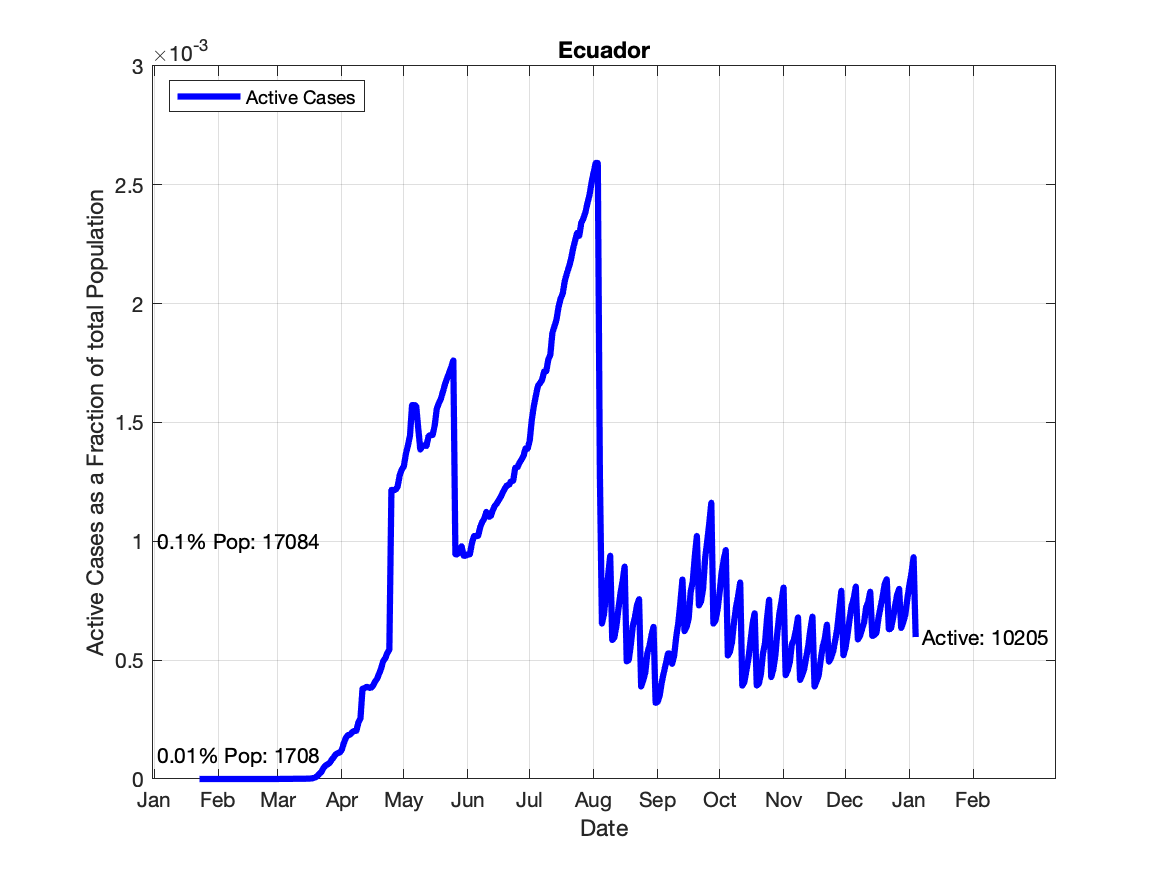 Ecuador
×10-3
Active Cases
3
2.5
2
1.5
1
0.5
0
Active Cases as a Fraction of total Population
0.1% Pop: 17084
0.01% Pop: 1708
Active: 10205
Jan Feb Mar Apr May Jun Jul Aug Sep Oct Nov Dec Jan Feb
Date